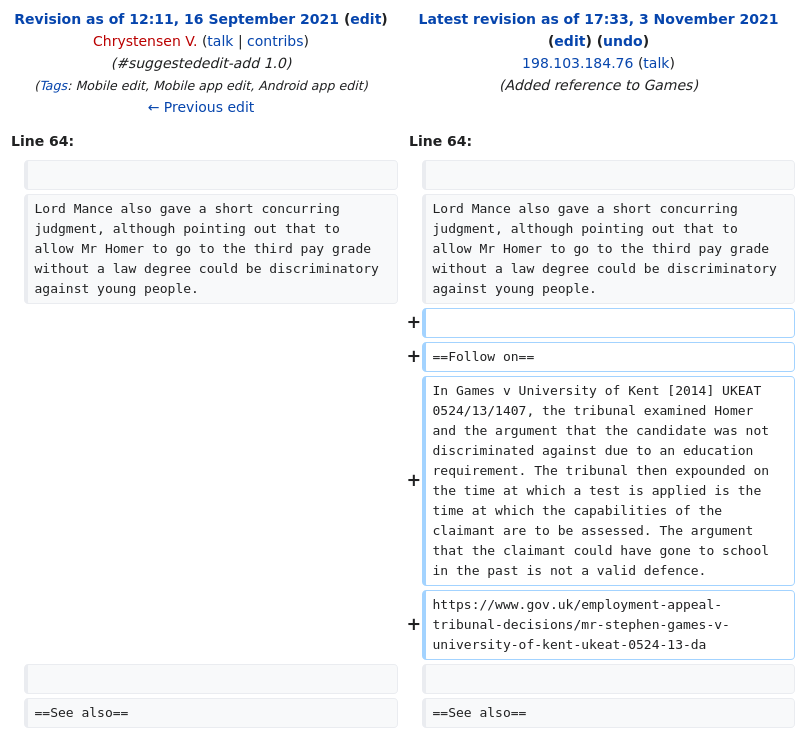 Revision as of 12:11, 16 September 2021 (edit)
Chrystensen V. (talk | contribs)
(#suggestededit-add 1.0)
(Tags: Mobile edit, Mobile app edit, Android app edit)
← Previous edit
Latest revision as of 17:33, 3 November 2021
(edit) (undo)
198.103.184.76 (talk)
(Added reference to Games)
Line 64:
Line 64:
Lord Mance also gave a short concurring
judgment, although pointing out that to
allow Mr Homer to go to the third pay grade
without a law degree could be discriminatory
against young people.
Lord Mance also gave a short concurring
judgment, although pointing out that to
allow Mr Homer to go to the third pay grade
without a law degree could be discriminatory
against young people.
+
+ ==Follow on==
+ In Games v University of Kent [2014] UKEAT
0524/13/1407, the tribunal examined Homer
and the argument that the candidate was not
discriminated against due to an education
requirement. The tribunal then expounded on
the time at which a test is applied is the
time at which the capabilities of the
claimant are to be assessed. The argument
that the claimant could have gone to school
in the past is not a valid defence.
+ https://www.gov.uk/employment-appeal-
tribunal-decisions/mr-stephen-games-v-
university-of-kent-ukeat-0524-13-da
==See also==
==See also==